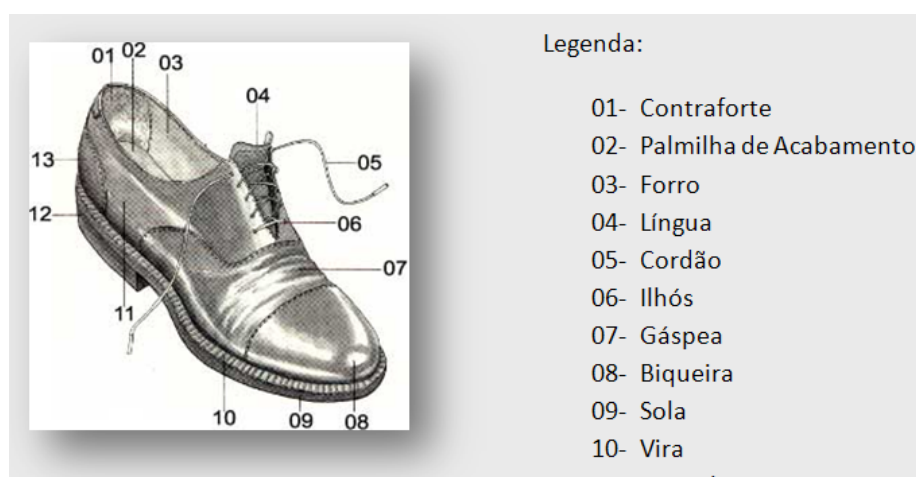 01 02 03
04
13
05
12
06
07
11
10 09 08
Legenda:
01- Contraforte
02- Palmilha de Acabamento
03- Forro
04- Língua
05- Cordão
06- Ilhós
07- Gáspea
08- Biqueira
09- Sola
10- Vira